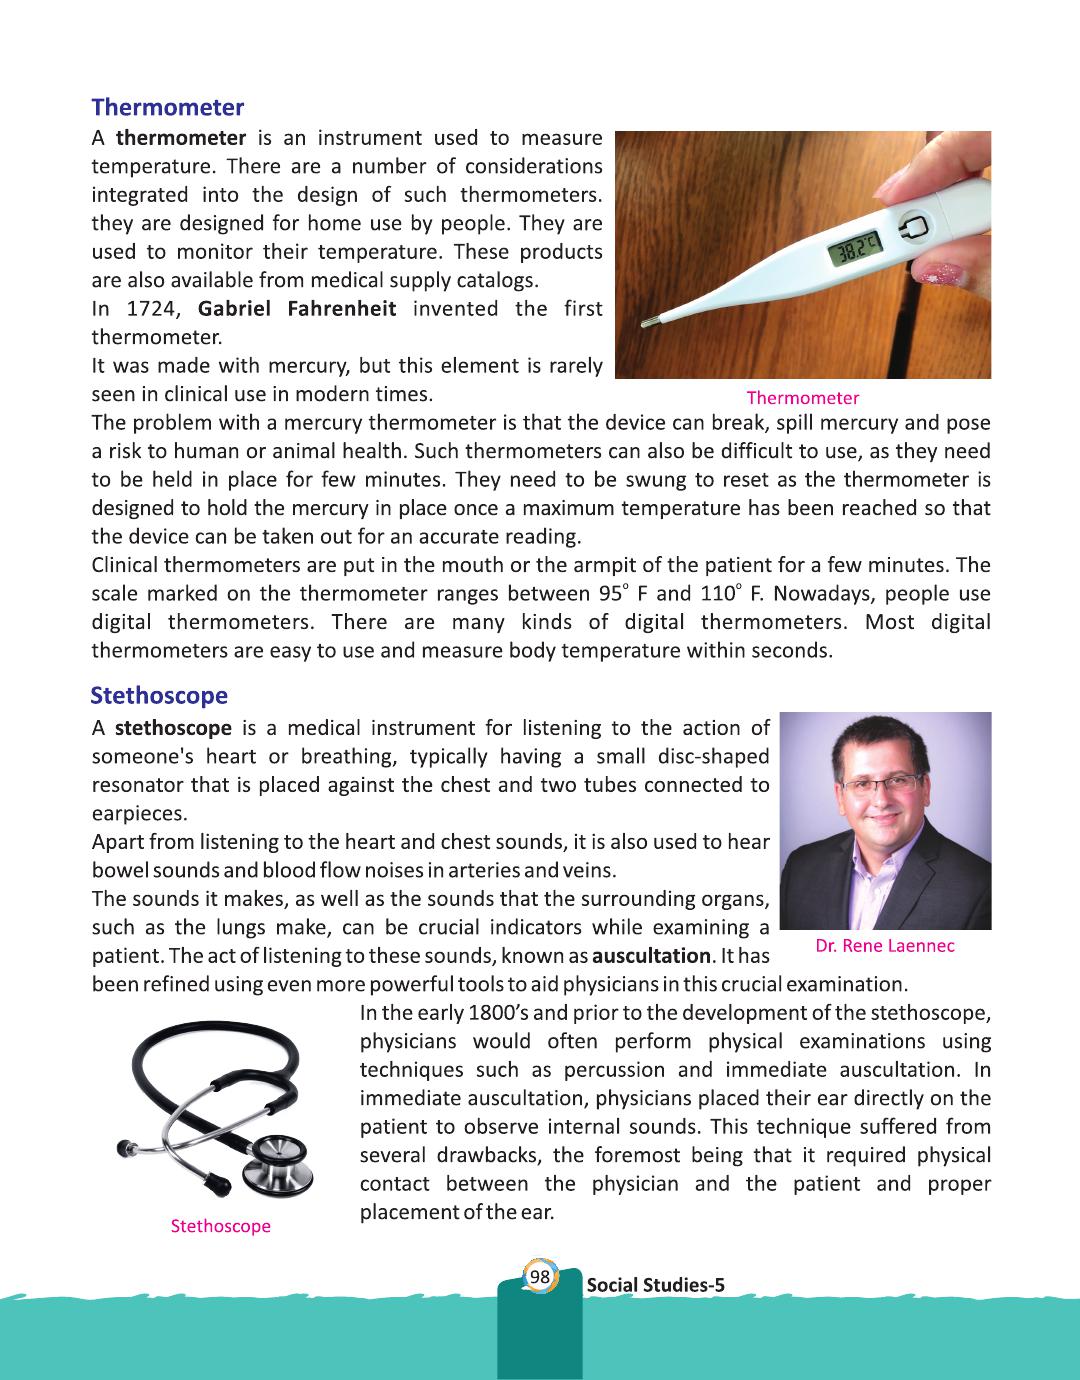 Thermometer
A thermometer is an instrument used to measure
temperature. There are a number of considerations
integrated into the design of such thermometers.
they are designed for home use by people. They are
used to monitor their temperature. These products
are also available from medical supply catalogs.
In 1724, Gabriel Fahrenheit invented the first
thermometer.
It was made with mercury, but this element is rarely
seen in clinical use in modern times.
38.2°C
Thermometer
The problem with a mercury thermometer is that the device can break, spill mercury and pose
a risk to human or animal health. Such thermometers can also be difficult to use, as they need
to be held in place for few minutes. They need to be swung to reset as the thermometer is
designed to hold the mercury in place once a maximum temperature has been reached so that
the device can be taken out for an accurate reading.
Clinical thermometers are put in the mouth or the armpit of the patient for a few minutes. The
scale marked on the thermometer ranges between 95° F and 110° F. Nowadays, people use
digital thermometers. There are many kinds of digital thermometers. Most digital
thermometers are easy to use and measure body temperature within seconds.
Stethoscope
A stethoscope is a medical instrument for listening to the action of
someone's heart or breathing, typically having a small disc-shaped
resonator that is placed against the chest and two tubes connected to
earpieces.
Apart from listening to the heart and chest sounds, it is also used to hear
bowel sounds and blood flow noises in arteries and veins.
The sounds it makes, as well as the sounds that the surrounding organs,
such as the lungs make, can be crucial indicators while examining a
patient. The act of listening to these sounds, known as auscultation. It has
been refined using even more powerful tools to aid physicians in this crucial examination.
Dr. Rene Laennec
In the early 1800’s and prior to the development of the stethoscope,
physicians would often perform physical examinations using
techniques such as percussion and immediate auscultation. In
immediate auscultation, physicians placed their ear directly on the
patient to observe internal sounds. This technique suffered from
several drawbacks, the foremost being that it required physical
contact between the physician and the patient and proper
placement of the ear.
Stethoscope
98
Social Studies-5